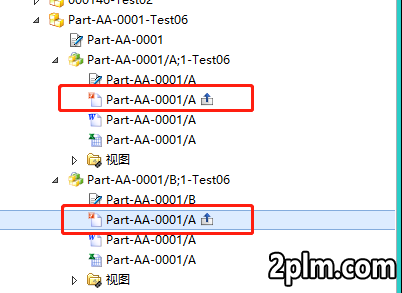 000146-Test02
Part-AA-0001-Test06
Part-AA-0001
Part-AA-0001/A;1-Test06
Part-AA-0001/A
Part-AA-0001/A
Part-AA-0001/A
Part-AA-0001/A
视图
Part-AA-0001/B;1-Test06
Part-AA-0001/B
Part-AA-0001/A
Part-AA-0001/A
Part-AA-0001/A
视图
2plm.com